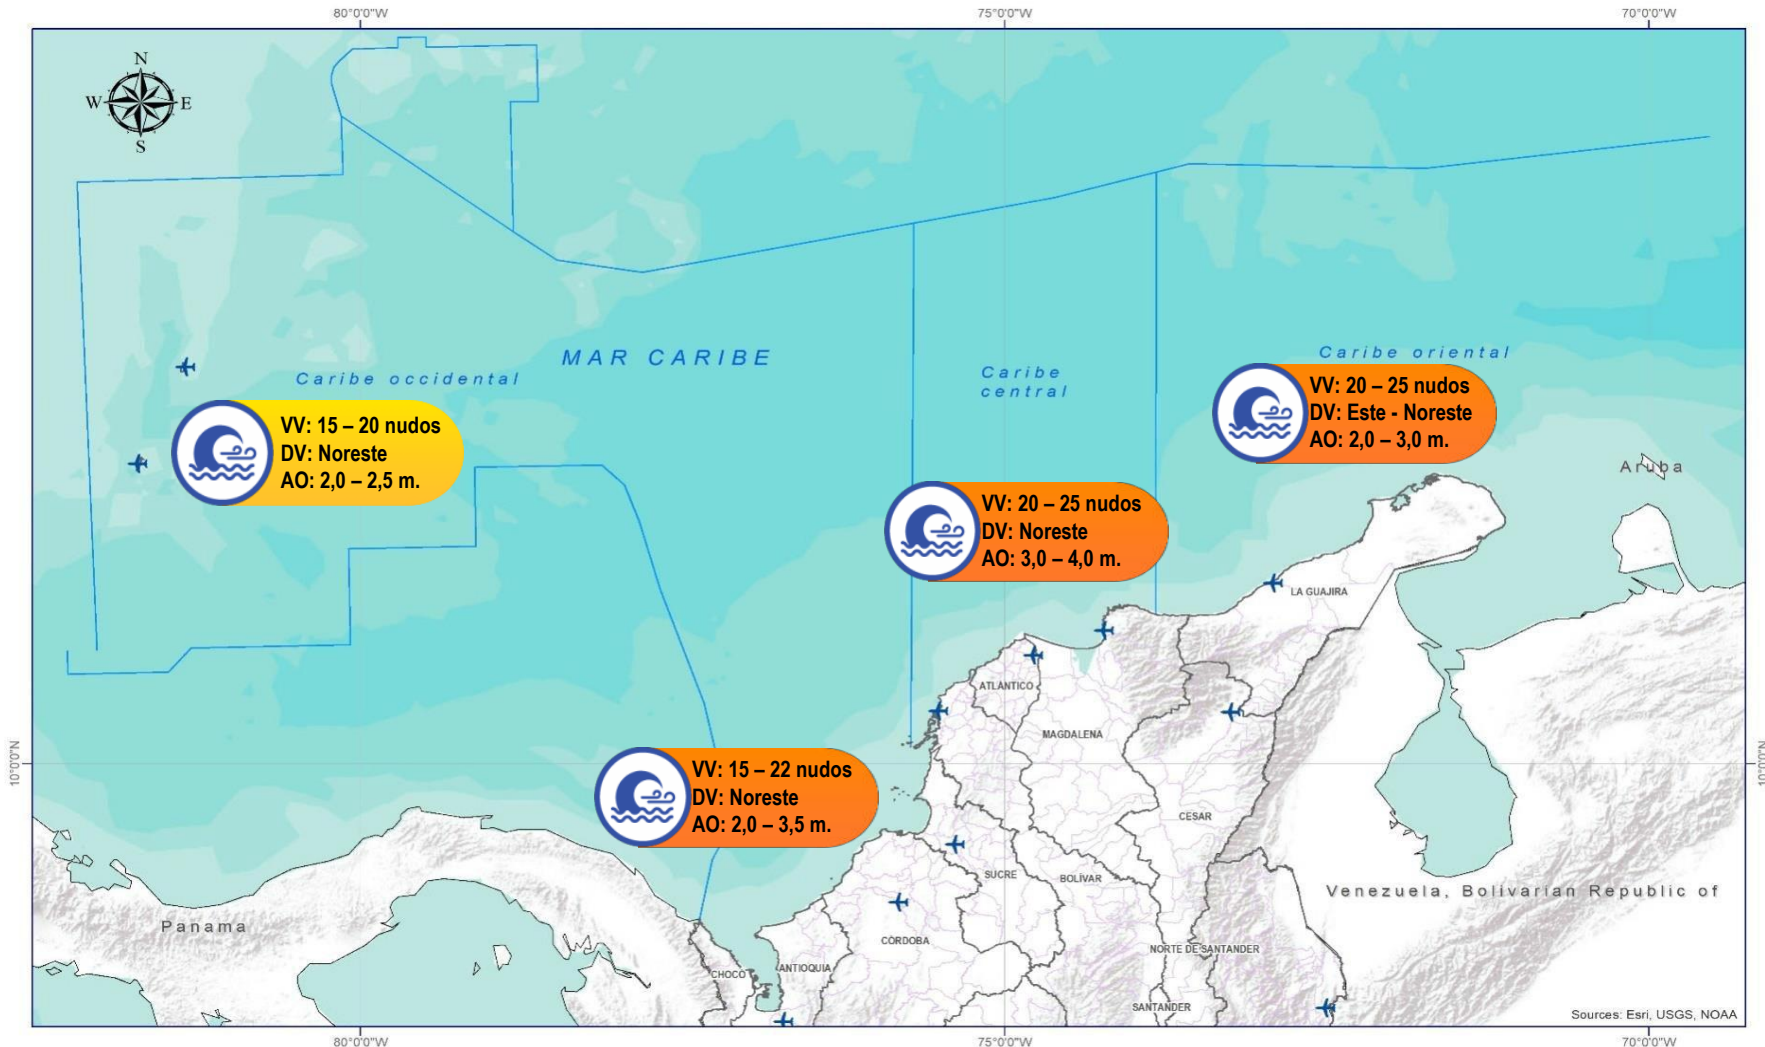 80°0'0"W
75°0'0"W
70°0'0"W
N
W
E
S
MAR CARIBE
Caribe occidental
Caribe
central
Caribe oriental
VV: 20 – 25 nudos
DV: Este - Noreste
AO: 2,0 – 3,0 m.
VV: 15 – 20 nudos
DV: Noreste
AO: 2,0 – 2,5 m.
VV: 20 – 25 nudos
DV: Noreste
AO: 3,0 – 4,0 m.
Aruba
LA GUAJIRA
ATLÁNTICO
MAGDALENA
10°0'0"N
10°0'0"N
VV: 15 – 22 nudos
DV: Noreste
AO: 2,0 – 3,5 m.
CESAR
SUCRE
BOLÍVAR
Venezuela, Bolivarian Republic of
Panama
CÓRDOBA
NORTE DE SANTANDER
CHOCO
ANTIOQUIA
SANTANDER
Sources: Esri, USGS, NOAA
80°0'0"W
75°0'0"W
70°0'0"W